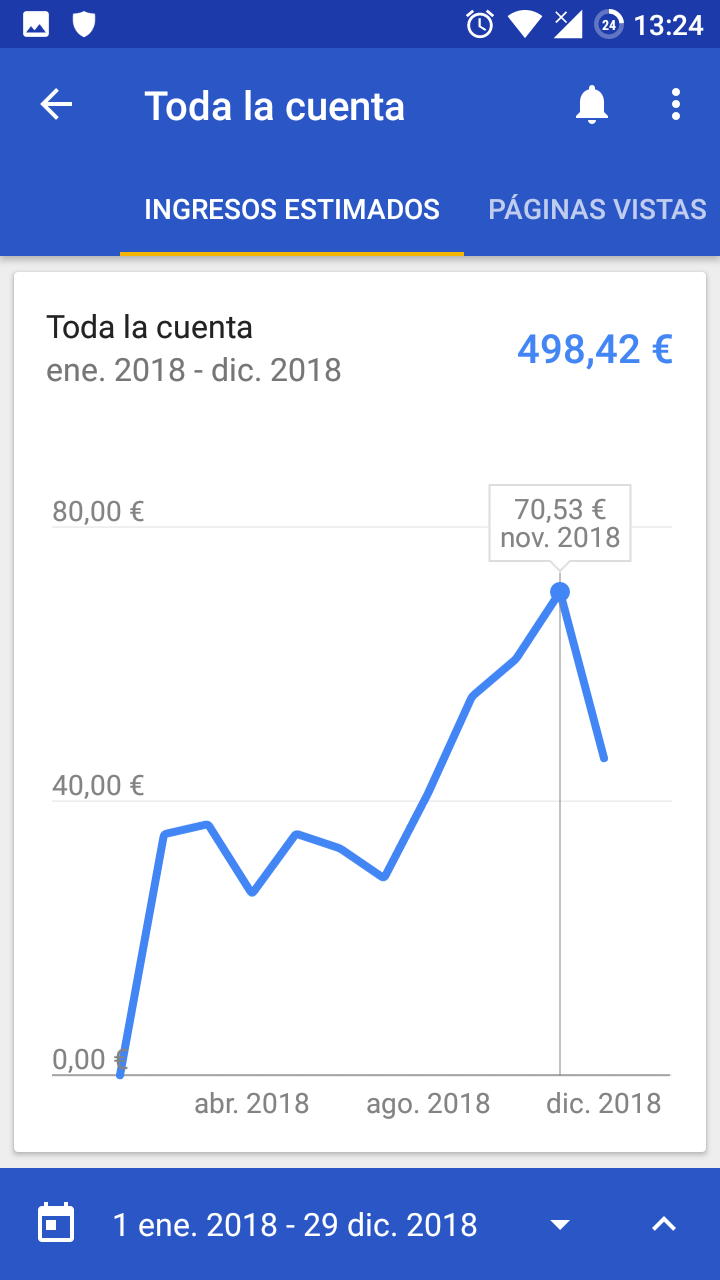 24 13:24
Toda la cuenta
INGRESOS ESTIMADOS PÁGINAS VISTAS
Toda la cuenta
ene. 2018 - dic. 2018
498,42 €
80,00 €
70,53 €
nov. 2018
40,00 €
0,00 €
abr. 2018 ago. 2018 dic. 2018
1 ene. 2018 - 29 dic. 2018